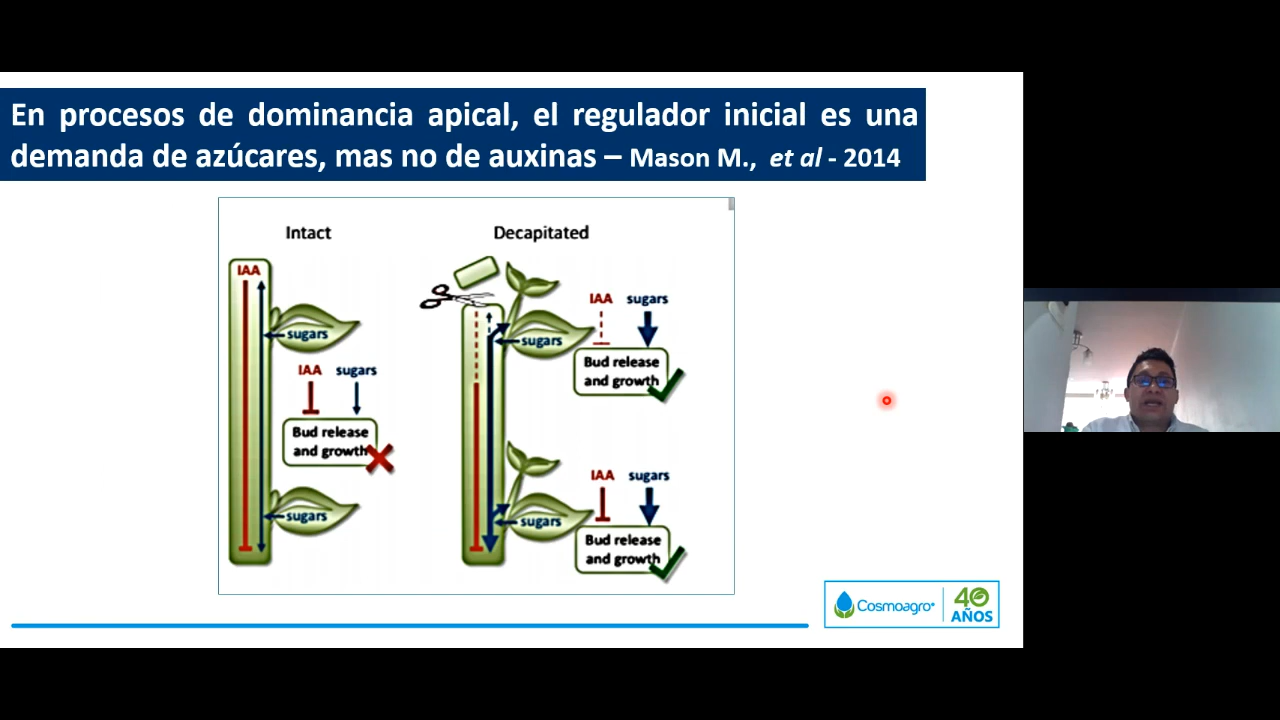 En procesos de dominancia apical, el regulador inicial es una
demanda de azúcares, mas no de auxinas – Mason M., et al - 2014
Intact
Decapitated
IAA
sugars
IAA sugars
Bud release
and growth
sugars
IAA sugars
sugars
Bud release
and growth
IAA sugars
sugars
Bud release
and growth
Cosmoagro®
40
AÑOS